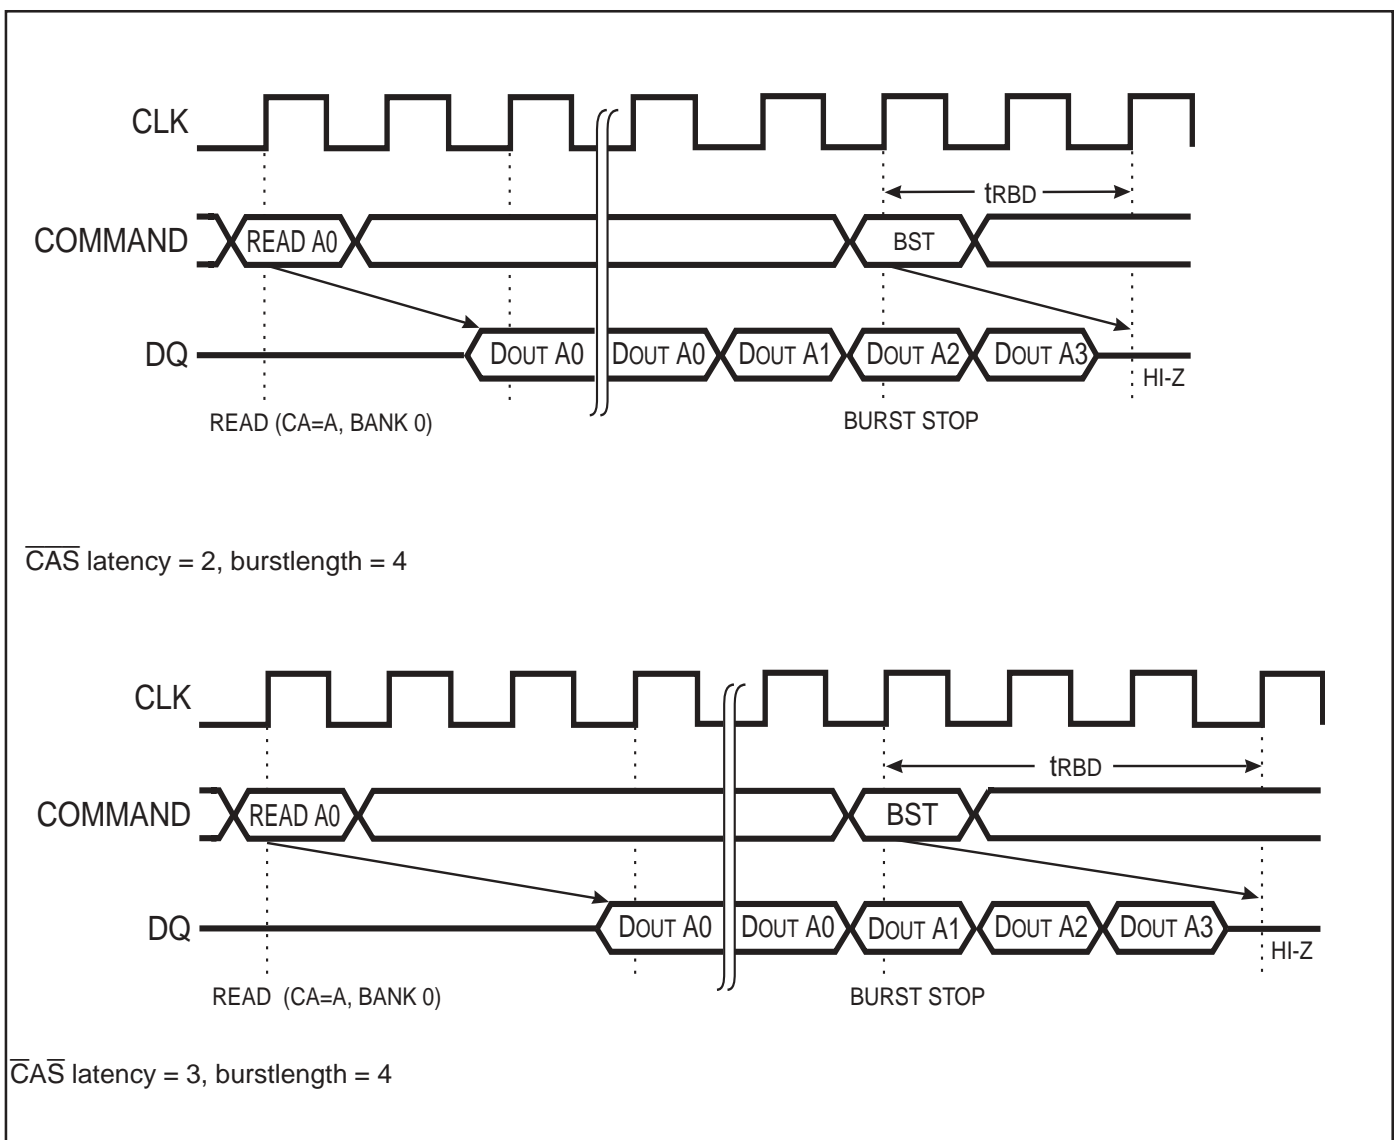 CLK
tRBD
COMMAND READ A0 BST
DQ DOUT A0 DOUT A0 DOUT A1 DOUT A2 DOUT A3
HI-Z
READ (CA=A, BANK 0) BURST STOP
CAS latency = 2, burstlength = 4
CLK
tRBD
COMMAND READ A0 BST
DQ DOUT A0 DOUT A0 DOUT A1 DOUT A2 DOUT A3
HI-Z
READ (CA=A, BANK 0) BURST STOP
CAS latency = 3, burstlength = 4